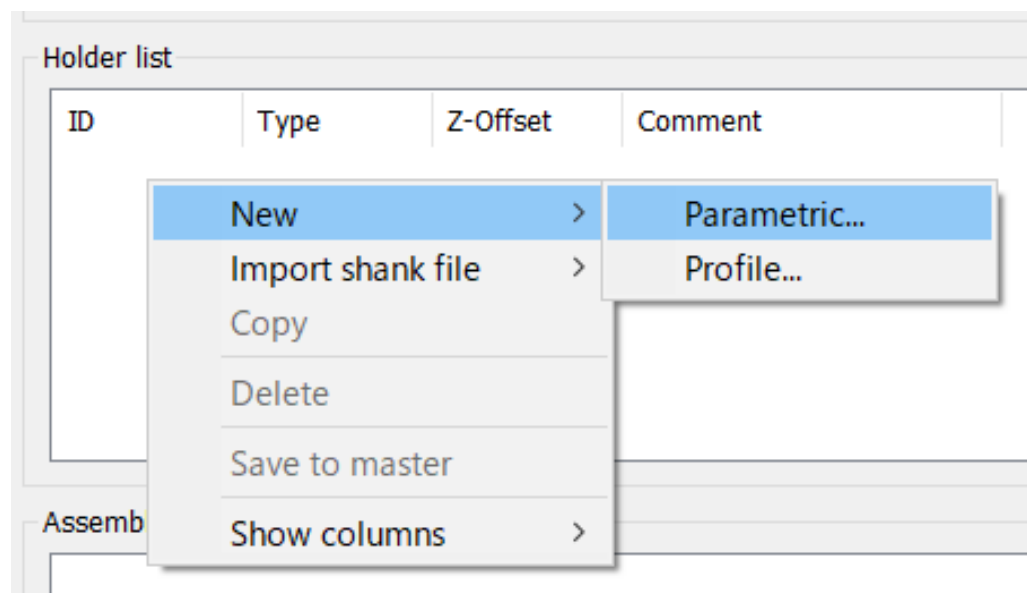 Holder list
ID Type Z-Offset Comment
New > Parametric...
Import shank file > Profile...
Copy
Delete
Save to master
Assemb
Show columns >